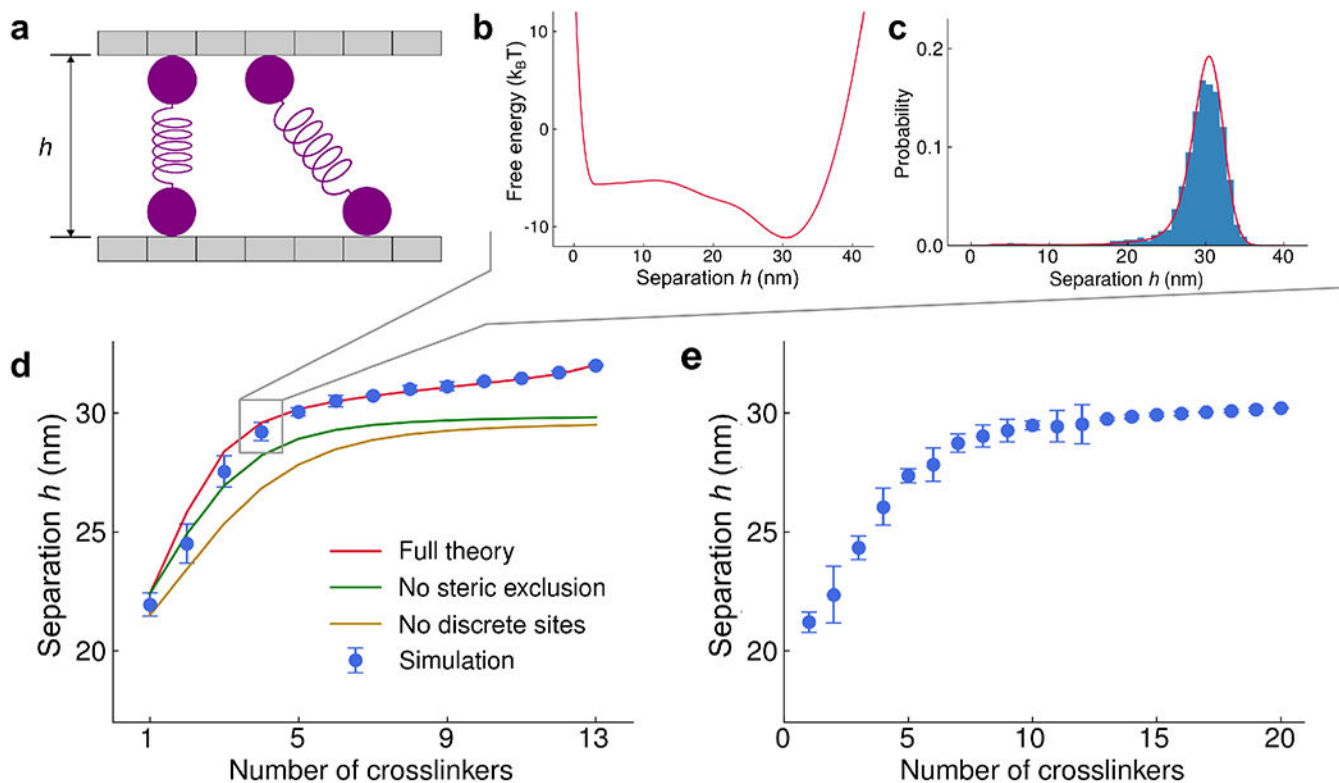 a
h
b
Free energy (kBT)
10
0
-10
0 10 20 30 40
Separation h (nm)
c
Probability
0.2
0.1
0.0
0 10 20 30 40
Separation h (nm)
d
Separation h (nm)
30
25
20
Full theory
No steric exclusion
No discrete sites
Simulation
1 5 9 13
Number of crosslinkers
e
Separation h (nm)
30
25
20
0 5 10 15 20
Number of crosslinkers